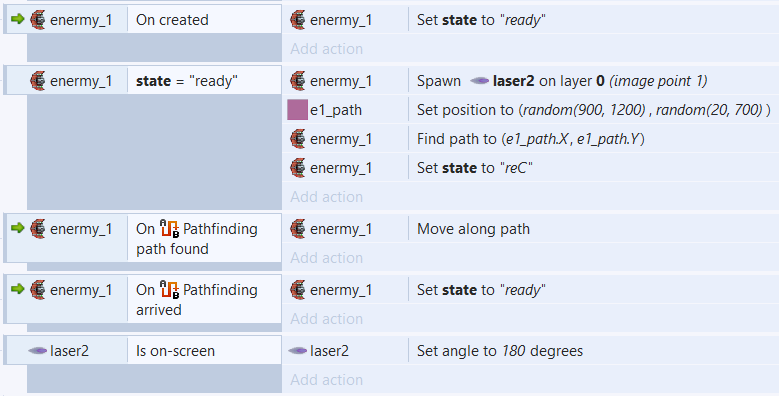 enermy_1 On created enermy_1 Set state to "ready"
Add action
enermy_1 state = "ready" enermy_1 Spawn laser2 on layer 0 (image point 1)
e1_path Set position to (random(900, 1200) , random(20, 700) )
enermy_1 Find path to (e1_path.X , e1_path.Y )
enermy_1 Set state to "reC"
Add action
enermy_1 On A B Pathfinding enermy_1 Move along path
path found
Add action
enermy_1 On A B Pathfinding enermy_1 Set state to "ready"
arrived
Add action
laser2 Is on-screen laser2 Set angle to 180 degrees
Add action